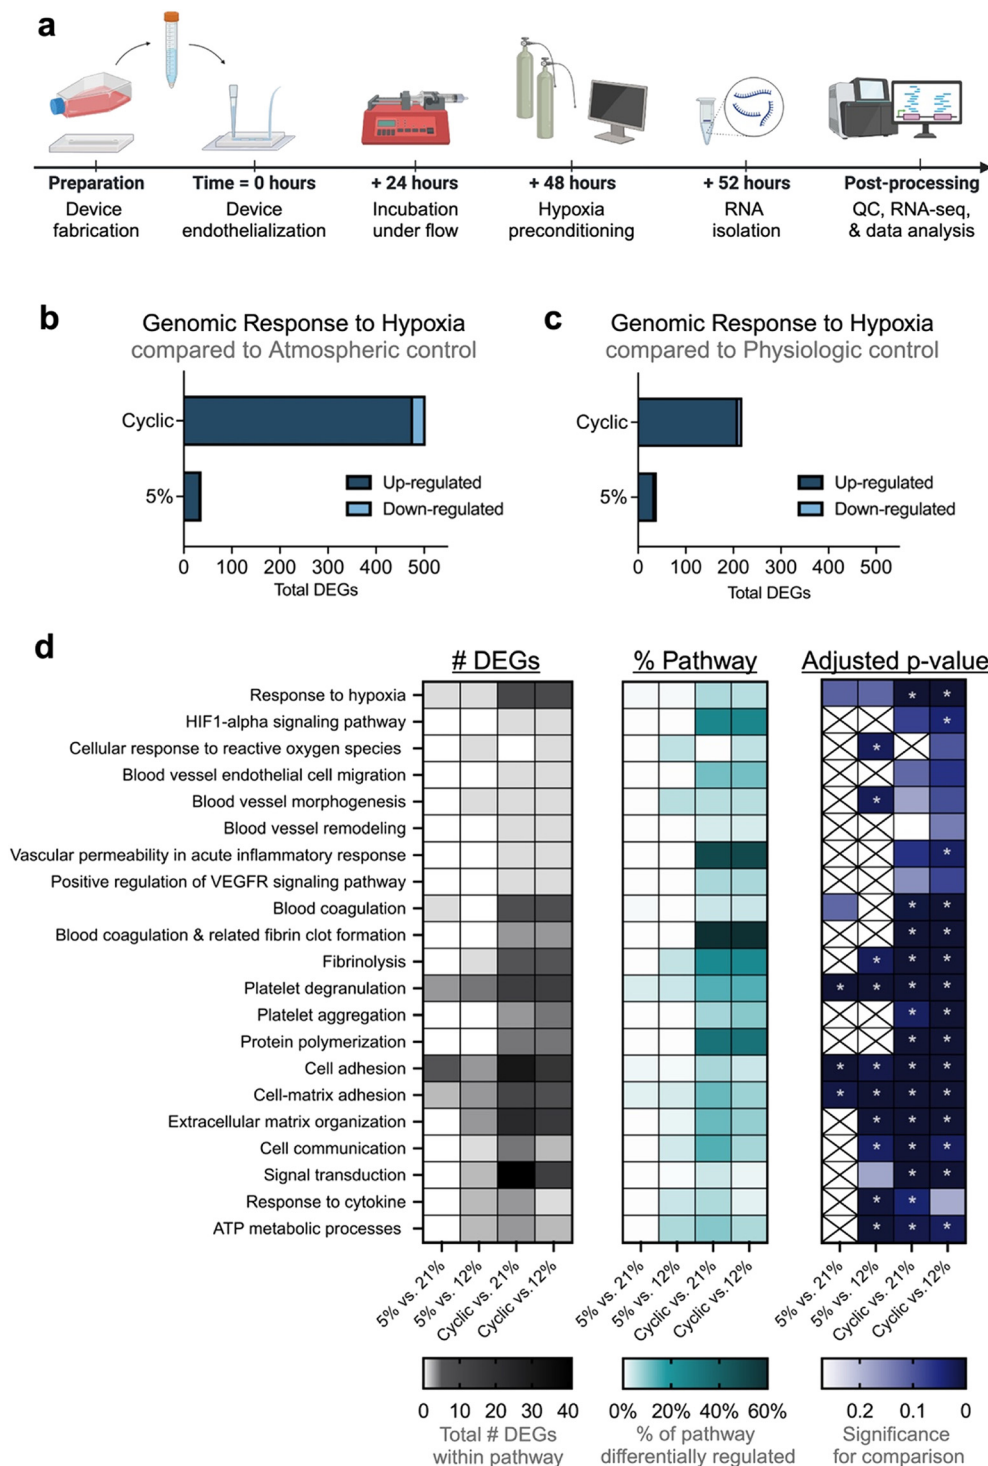 a
Preparation
Device
fabrication
Time = 0 hours
Device
endothelialization
+ 24 hours
Incubation
under flow
+ 48 hours
Hypoxia
preconditioning
+ 52 hours
RNA
isolation
Post-processing
QC, RNA-seq,
& data analysis
b
Genomic Response to Hypoxia
compared to Atmospheric control
Cyclic
5%
Up-regulated
Down-regulated
0 100 200 300 400 500
Total DEGs
c
Genomic Response to Hypoxia
compared to Physiologic control
Cyclic
5%
Up-regulated
Down-regulated
0 100 200 300 400 500
Total DEGs
d
# DEGs
% Pathway
Adjusted p-value
Response to hypoxia
HIF1-alpha signaling pathway
Cellular response to reactive oxygen species
Blood vessel endothelial cell migration
Blood vessel morphogenesis
Blood vessel remodeling
Vascular permeability in acute inflammatory response
Positive regulation of VEGFR signaling pathway
Blood coagulation
Blood coagulation & related fibrin clot formation
Fibrinolysis
Platelet degranulation
Platelet aggregation
Protein polymerization
Cell adhesion
Cell-matrix adhesion
Extracellular matrix organization
Cell communication
Signal transduction
Response to cytokine
ATP metabolic processes
5% vs. 21%
5% vs. 12%
Cyclic vs. 21%
Cyclic vs.12%
5% vs. 21%
5% vs. 12%
Cyclic vs. 21%
Cyclic vs.12%
5% vs. 21%
5% vs. 12%
Cyclic vs. 21%
Cyclic vs.12%
0 10 20 30 40
Total # DEGs
within pathway
0% 20% 40% 60%
% of pathway
differentially regulated
0.2 0.1 0
Significance
for comparison